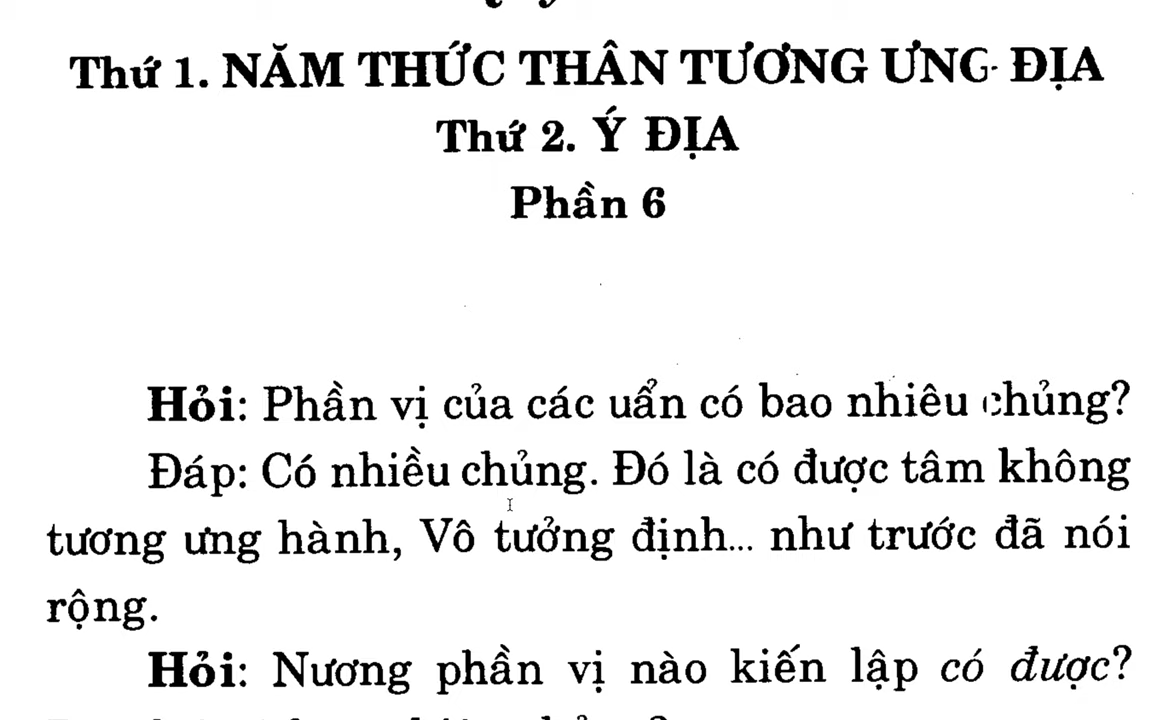 Thứ 1. NĂM THỨC THÂN TƯƠNG ƯNG ĐỊA
Thứ 2. Ý ĐỊA
Phần 6
Hỏi: Phần vị của các uẩn có bao nhiêu chủng?
Đáp: Có nhiều chủng. Đó là có được tâm không
tương ưng hành, Vô tưởng định... như trước đã nói
rộng.
Hỏi: Nương phần vị nào kiến lập có được?